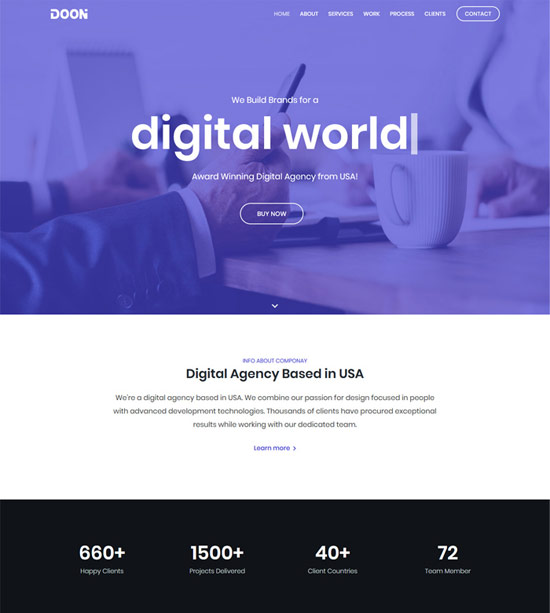 DOON
HOME ABOUT SERVICES WORK PROCESS CLIENTS CONTACT
We Build Brands for a
digital world
Award Winning Digital Agency from USA!
BUY NOW
INFO ABOUT COMPONAY
Digital Agency Based in USA
We're a digital agency based in USA. We combine our passion for design focused in people
with advanced development technologies. Thousands of clients have procured exceptional
results while working with our dedicated team.
Learn more
660+ 1500+ 40+ 72
Happy Clients Projects Delivered Client Countries Team Member